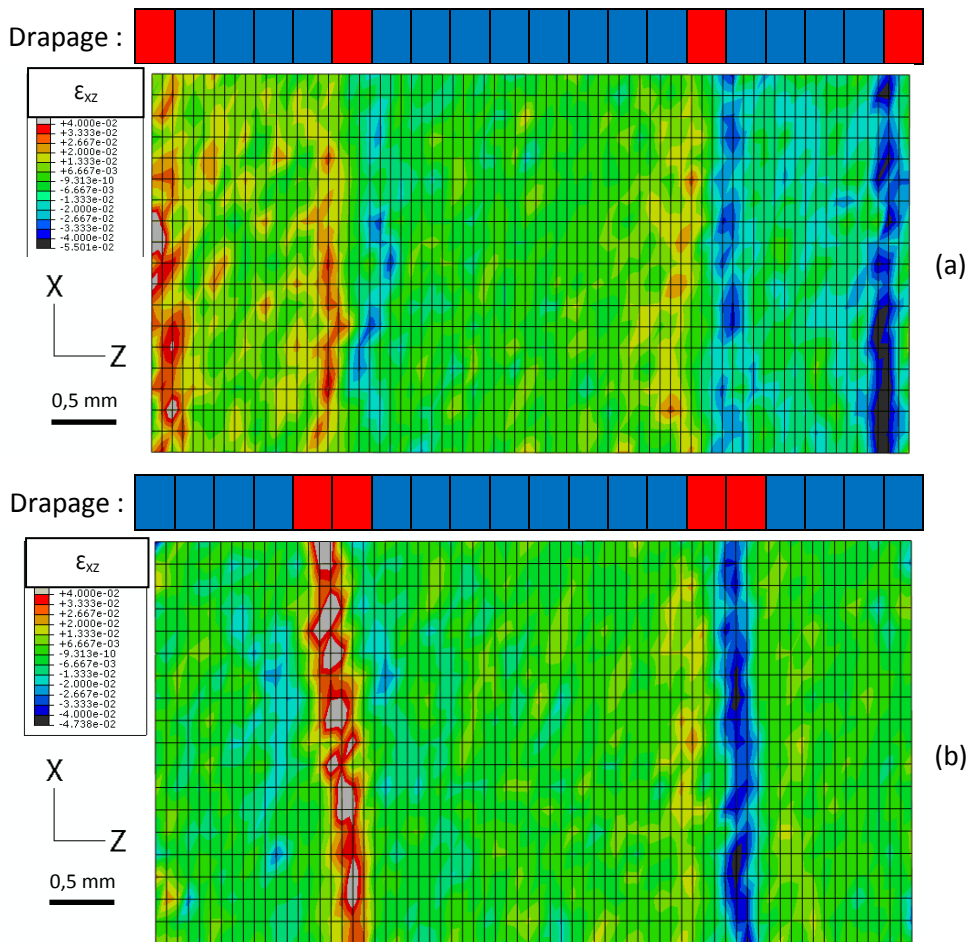 Drapage :
εxz
+4.000e-02
+3.333e-02
+2.667e-02
+2.000e-02
+1.333e-02
+6.667e-03
-9.313e-10
-6.667e-03
-1.333e-02
-2.000e-02
-2.667e-02
-3.333e-02
-4.000e-02
-5.501e-02
(a)
X
Z
0,5 mm
Drapage :
εxz
+4.000e-02
+3.333e-02
+2.667e-02
+2.000e-02
+1.333e-02
+6.667e-03
-9.313e-10
-6.667e-03
-1.333e-02
-2.000e-02
-2.667e-02
-3.333e-02
-4.000e-02
-4.738e-02
(b)
X
Z
0,5 mm